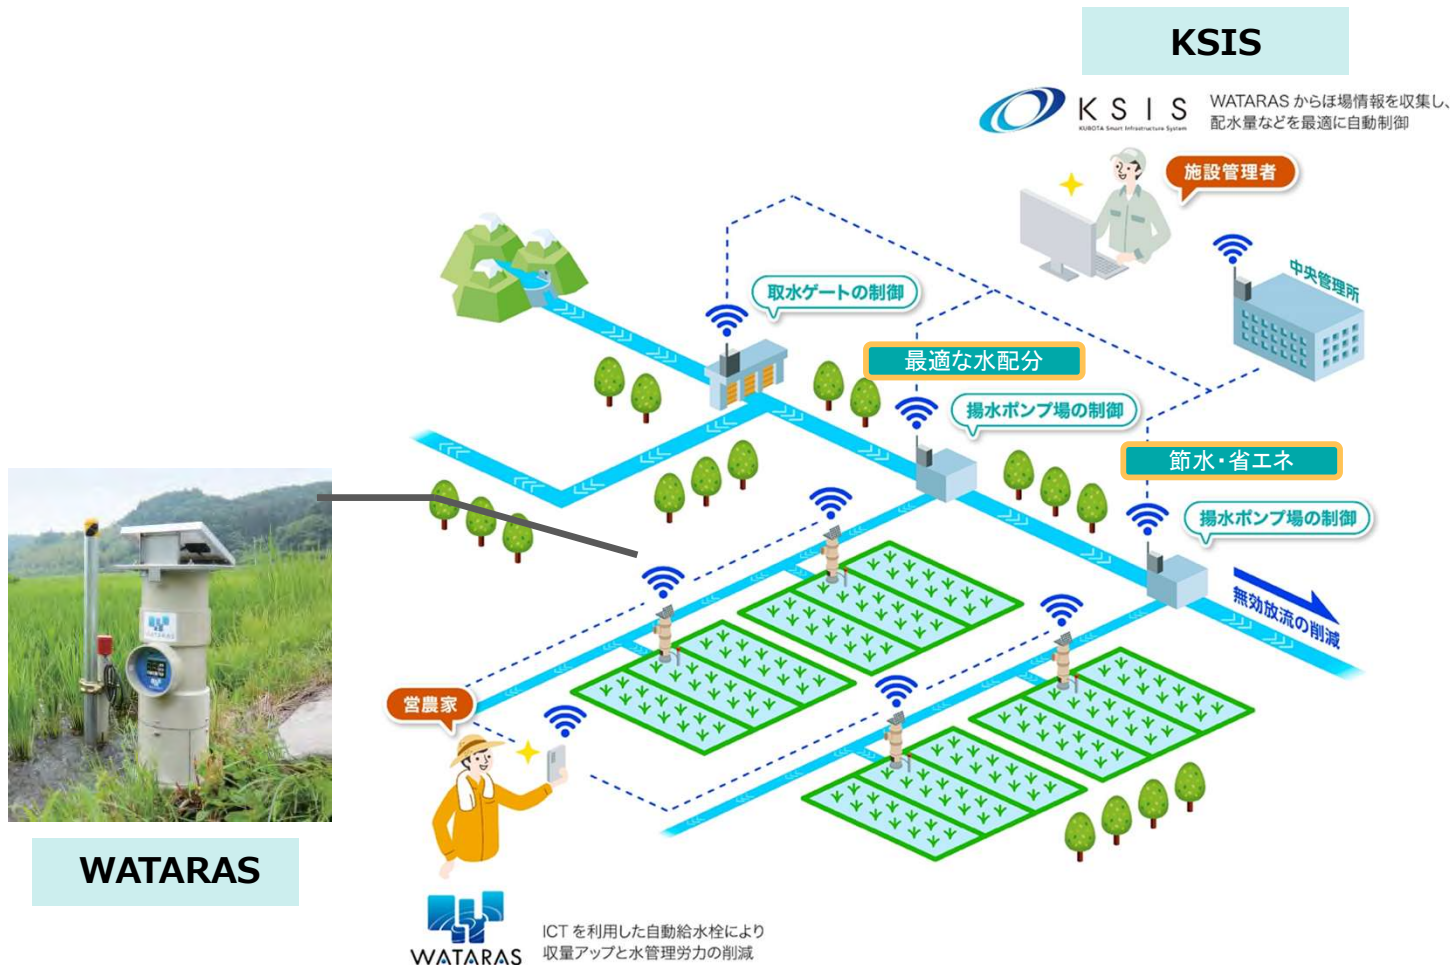 KSIS
KSIS
KUBOTA Smart Infrastructure System
WATARAS からほ場情報を収集し、
配水量などを最適に自動制御
施設管理者
中央管理所
取水ゲートの制御
最適な水配分
揚水ポンプ場の制御
節水・省エネ
揚水ポンプ場の制御
無効放流の削減
営農家
WATARAS
WATARAS
WATARAS
ICTを利用した自動給水栓により
収量アップと水管理労力の削減